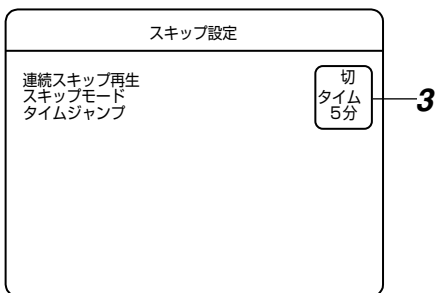 スキップ設定
連続スキップ再生 切
スキップモード タイム
タイムジャンプ 5分
3